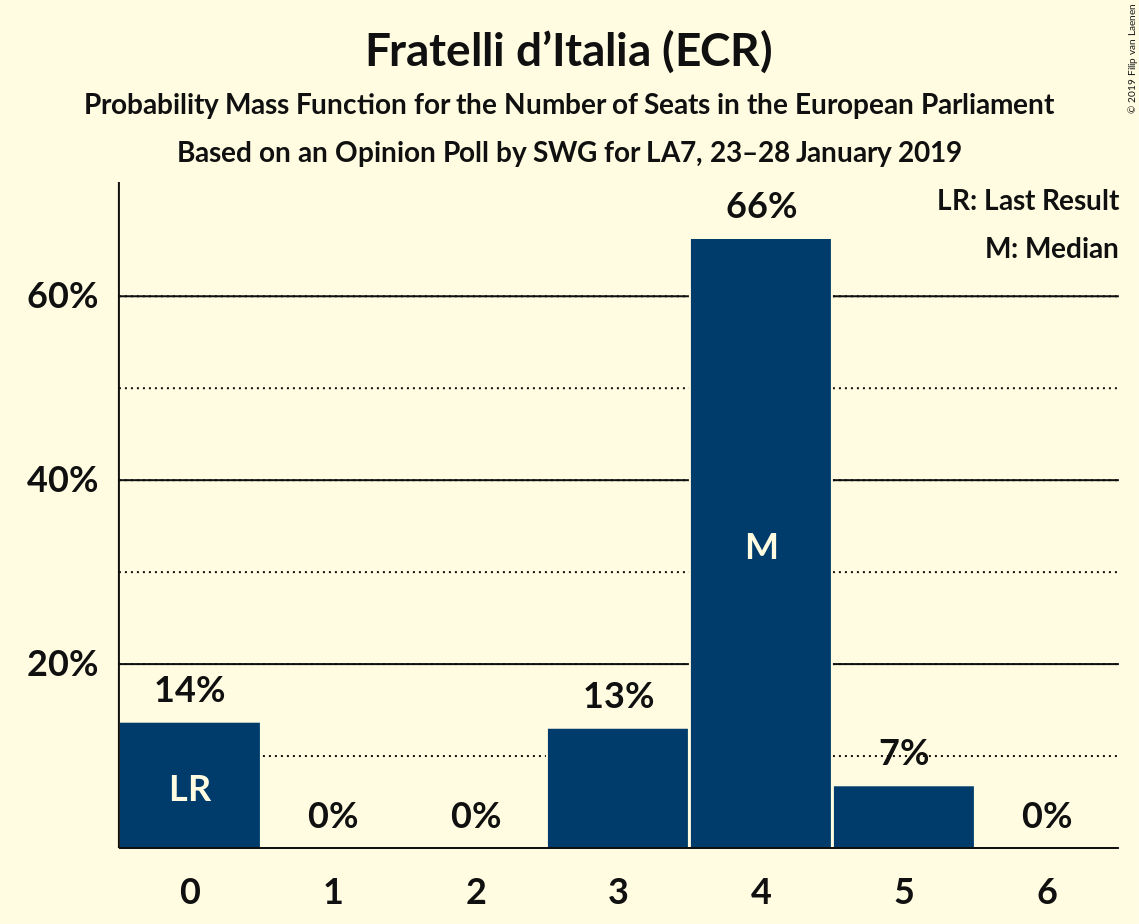 Fratelli d’Italia (ECR)
Probability Mass Function for the Number of Seats in the European Parliament
Based on an Opinion Poll by SWG for LA7, 23–28 January 2019
© 2019 Filip van Laenen
LR: Last Result
M: Median
60%
40%
20%
14%
0%
0%
13%
66%
7%
0%
LR
M
0 1 2 3 4 5 6